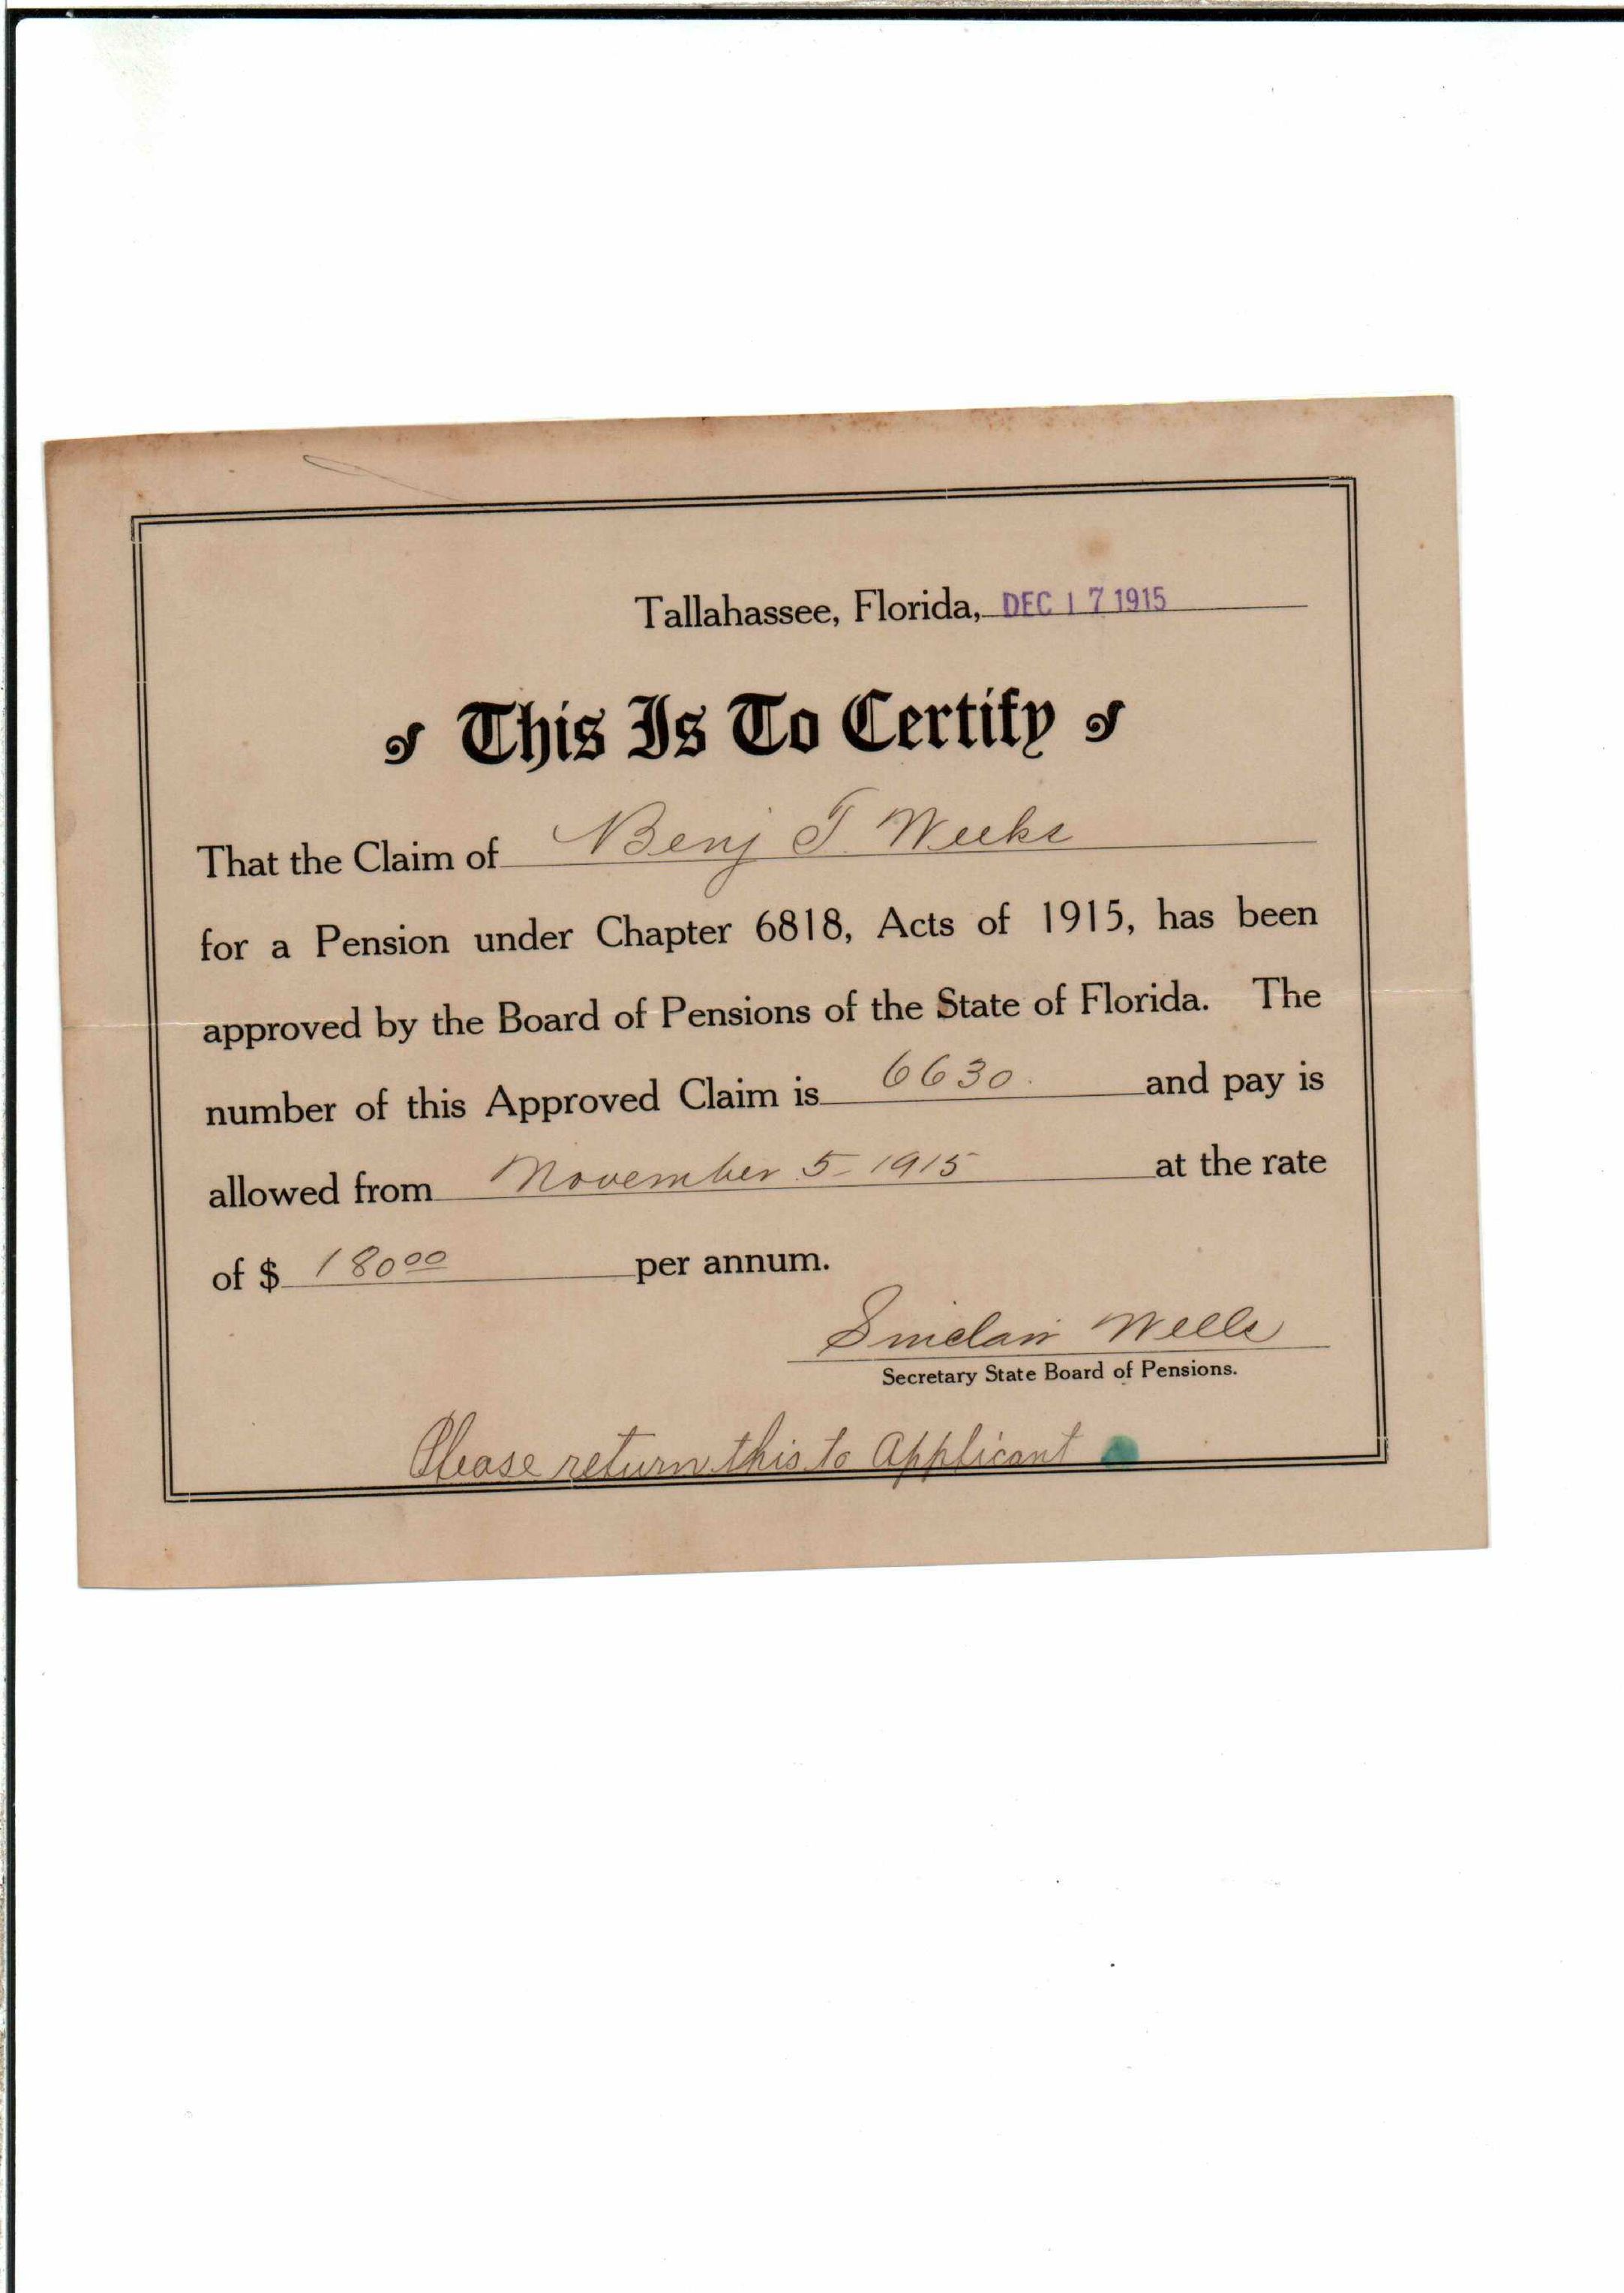 Tallahassee, Florida, DEC 17 1915
This Is To Certify
That the Claim of Benj T. Weeks
for a Pension under Chapter 6818, Acts of 1915, has been
approved by the Board of Pensions of the State of Florida. The
number of this Approved Claim is 6630. and pay is
allowed from November 5-1915 at the rate
of $ 180 00 per annum.
Sinclair Wells
Secretary State Board of Pensions.
Please return this to Applicant